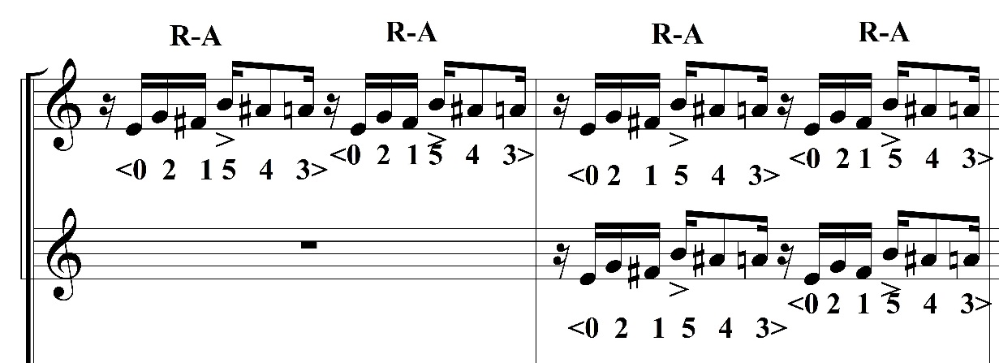 R-A R-A R-A R-A
<0 2 1 5 4 3> <0 2 1 5 4 3> <0 2 1 5 4 3> <0 2 1 5 4 3>
<0 2 1 5 4 3> <0 2 1 5 4 3>